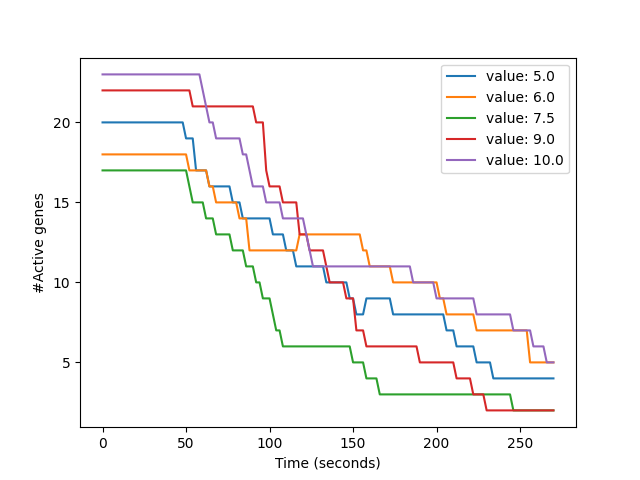 value: 5.0
value: 6.0
value: 7.5
value: 9.0
value: 10.0
20
15
10
5
#Active genes
0 50 100 150 200 250
Time (seconds)